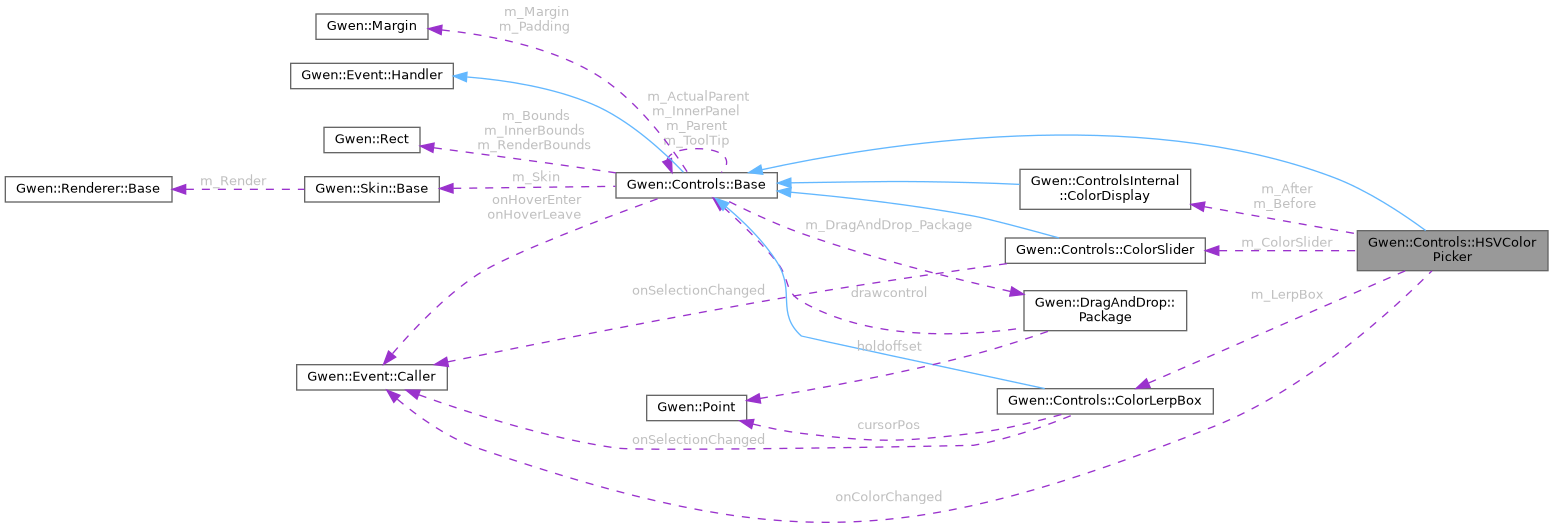 m_Margin
m_Padding
Gwen::Margin
Gwen::Event::Handler
m_ActualParent
m_InnerPanel
m_Parent
m_ToolTip
m_Bounds
m_InnerBounds
m_RenderBounds
Gwen::Rect
Gwen::Renderer::Base
m_Render
Gwen::Skin::Base
m_Skin
Gwen::Controls::Base
Gwen::ControlsInternal
::ColorDisplay
m_After
m_Before
onHoverEnter
onHoverLeave
m_DragAndDrop_Package
Gwen::Controls::ColorSlider
m_ColorSlider
Gwen::Controls::HSVColor
Picker
onSelectionChanged
drawcontrol
Gwen::DragAndDrop::
Package
m_LerpBox
holdoffset
Gwen::Event::Caller
Gwen::Point
Gwen::Controls::ColorLerpBox
cursorPos
onSelectionChanged
onColorChanged